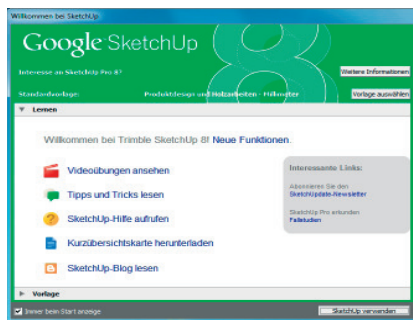 Willkommen bei SketchUp
Google SketchUp 8
Interesse an SketchUp Pro 8?
Weitere Informationen
Standardvorlage: Produktdesign und Holzarbeiten - Millimeter
Vorlage auswählen
Lernen
Willkommen bei Trimble SketchUp 8! Neue Funktionen.
Videoübungen ansehen
Tipps und Tricks lesen
SketchUp-Hilfe aufrufen
Kurzübersichtskarte herunterladen
SketchUp-Blog lesen
Interessante Links:
Abonnieren Sie den
SketchUpdate-Newsletter
SketchUp Pro erkunden
Fallstudien
Vorlage
Immer beim Start anzeige
SketchUp verwenden